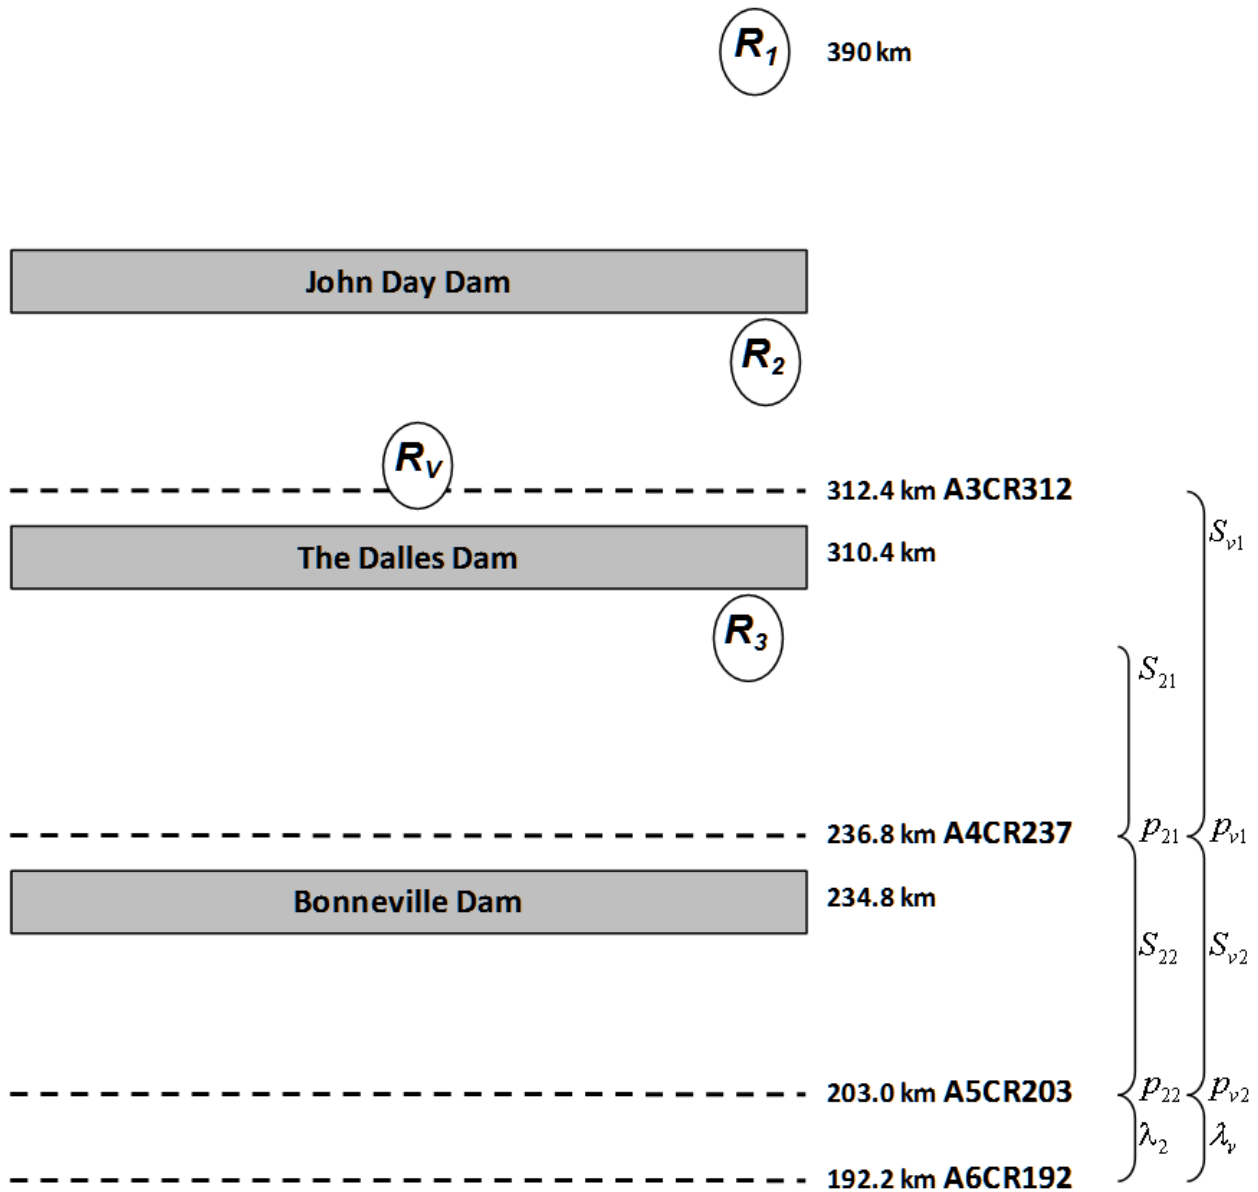 R1 390 km
John Day Dam
R2
RV
312.4 km A3CR312
Sv1
The Dalles Dam 310.4 km
R3
S21
236.8 km A4CR237 p21 pv1
Bonneville Dam 234.8 km
S22 Sv2
203.0 km A5CR203 p22 pv2
λ2 λv
192.2 km A6CR192